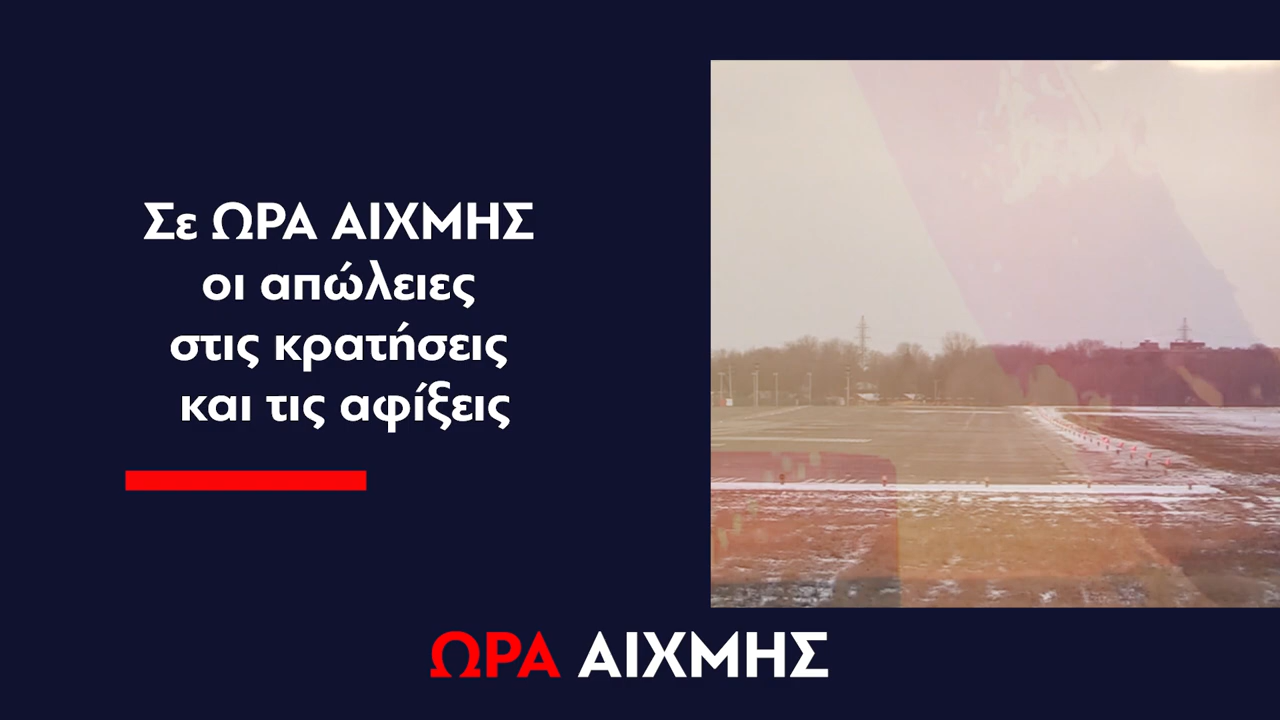 Σε ΩΡΑ ΑΙΧΜΗΣ
οι απώλειες
στις κρατήσεις
και τις αφίξεις
ΩΡΑ ΑΙΧΜΗΣ